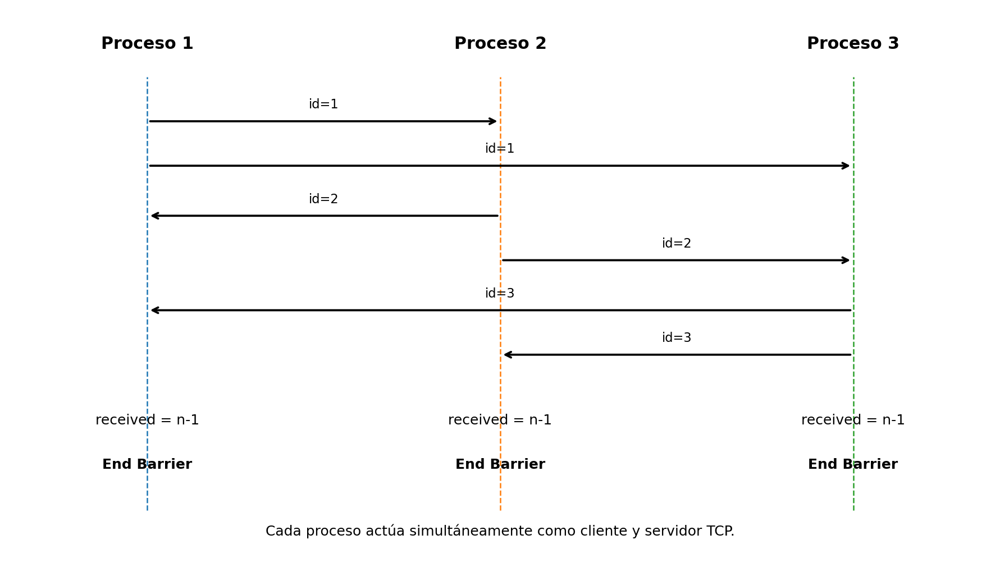 Proceso 1
Proceso 2
Proceso 3
id=1
id=1
id=2
id=2
id=3
id=3
received = n-1
received = n-1
received = n-1
End Barrier
End Barrier
End Barrier
Cada proceso actúa simultáneamente como cliente y servidor TCP.